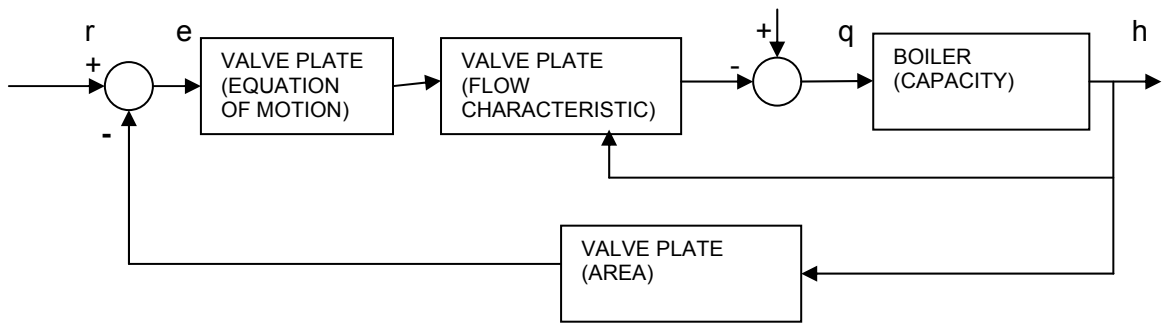 r
e
+
-
VALVE PLATE
(EQUATION
OF MOTION)
VALVE PLATE
(FLOW
CHARACTERISTIC)
+
-
q
BOILER
(CAPACITY)
h
VALVE PLATE
(AREA)